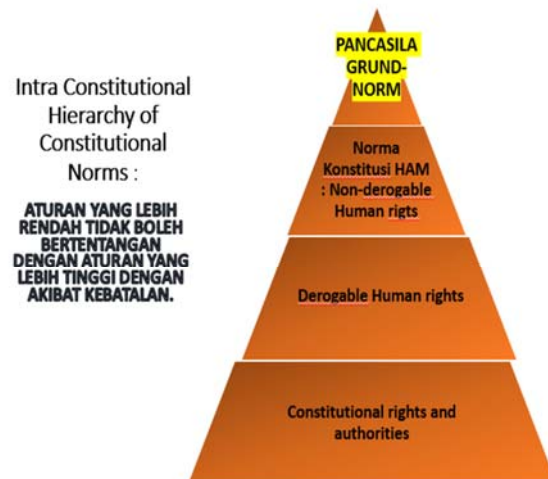 Intra Constitutional
Hierarchy of
Constitutional
Norms :
ATURAN YANG LEBIH
RENDAH TIDAK BOLEH
BERTENTANGAN
DENGAN ATURAN YANG
LEBIH TINGGI DENGAN
AKIBAT KEBATALAN.
PANCASILA
GRUND-
NORM
Norma
Konstitusi HAM
: Non-derogable
Human rigts
Derogable Human rights
Constitutional rights and
authorities